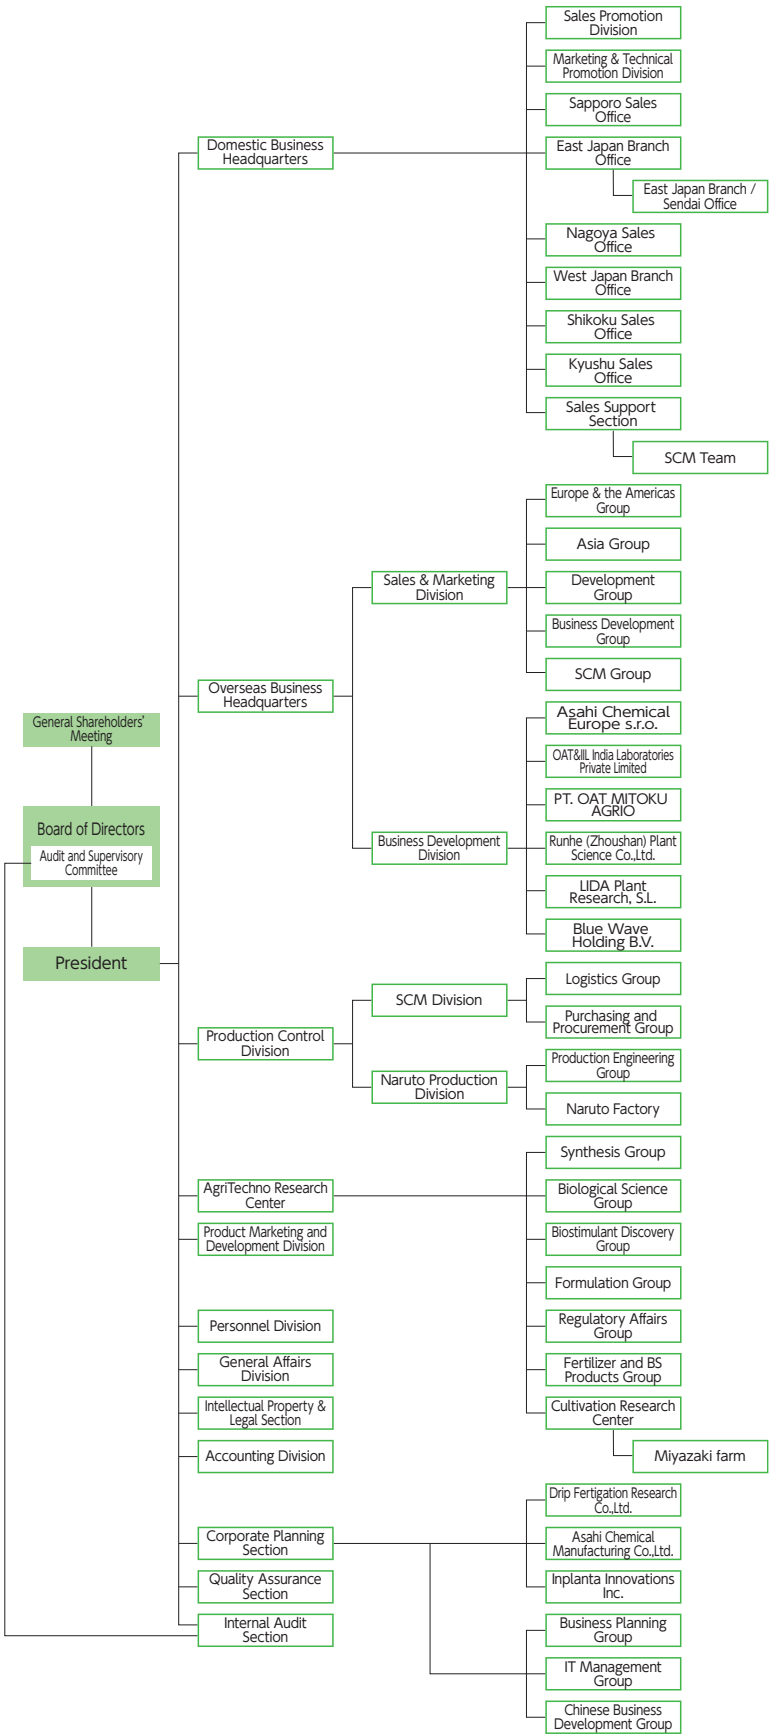 Sales Promotion
Division
Marketing & Technical
Promotion Division
Sapporo Sales
Office
Domestic Business
Headquarters
East Japan Branch
Office
East Japan Branch /
Sendai Office
Nagoya Sales
Office
West Japan Branch
Office
Shikoku Sales
Office
Kyushu Sales
Office
Sales Support
Section
SCM Team
Europe & the Americas
Group
Asia Group
Sales & Marketing
Division
Development
Group
Business Development
Group
SCM Group
Overseas Business
Headquarters
General Shareholders'
Meeting
Asahi Chemical
Europe s.r.o.
OAT&IIL India Laboratories
Private Limited
PT. OAT MITOKU
AGRIO
Board of Directors
Audit and Supervisory
Committee
Business Development
Division
Runhe (Zhoushan) Plant
Science Co.,Ltd.
LIDA Plant
Research, S.L.
Blue Wave
Holding B.V.
President
Logistics Group
SCM Division
Purchasing and
Procurement Group
Production Control
Division
Production Engineering
Group
Naruto Production
Division
Naruto Factory
Synthesis Group
AgriTechno Research
Center
Biological Science
Group
Product Marketing and
Development Division
Biostimulant Discovery
Group
Formulation Group
Personnel Division
Regulatory Affairs
Group
General Affairs
Division
Fertilizer and BS
Products Group
Intellectual Property &
Legal Section
Cultivation Research
Center
Accounting Division
Miyazaki farm
Drip Fertigation Research
Co.,Ltd.
Corporate Planning
Section
Asahi Chemical
Manufacturing Co.,Ltd.
Quality Assurance
Section
Inplanta Innovations
Inc.
Internal Audit
Section
Business Planning
Group
IT Management
Group
Chinese Business
Development Group